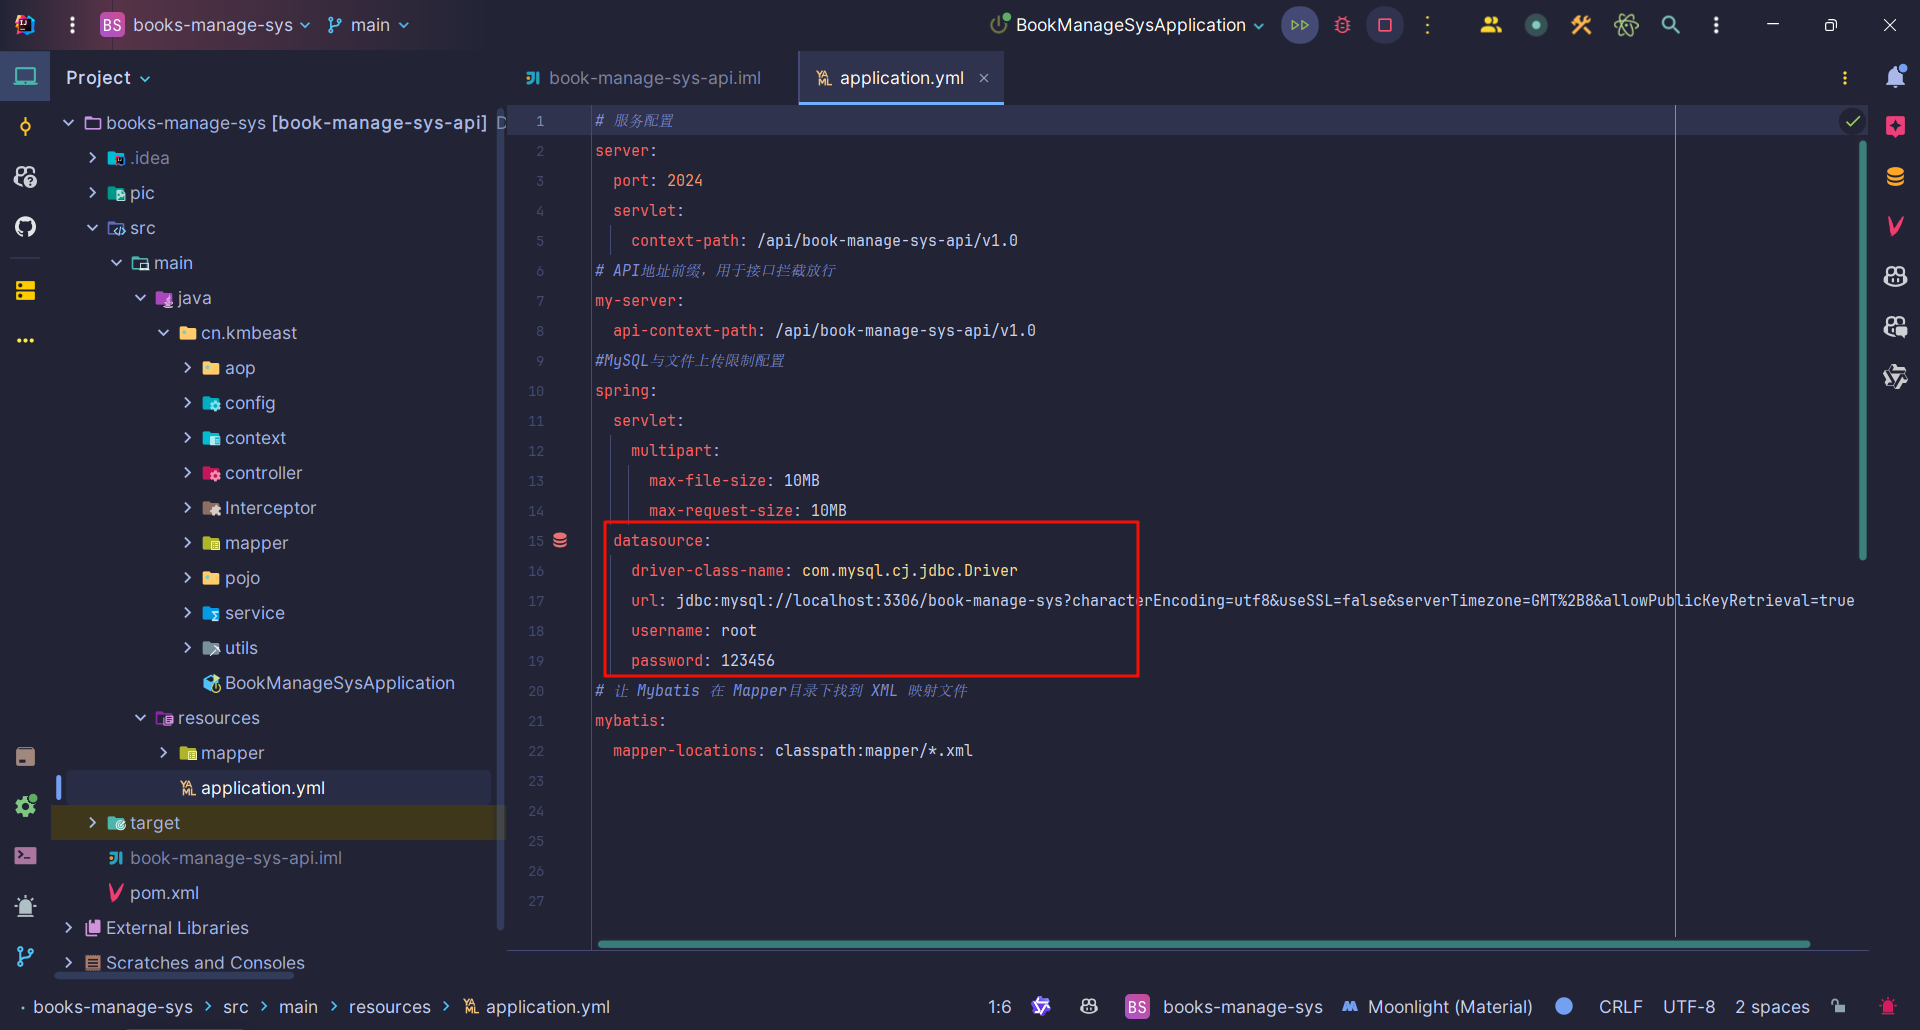 BS books-manage-sys main BookManageSysApplication
Project
book-manage-sys-api.iml
application.yml
books-manage-sys [book-manage-sys-api] D
.idea
pic
src
main
java
cn.kmbeast
aop
config
context
controller
Interceptor
mapper
pojo
service
utils
BookManageSysApplication
resources
mapper
application.yml
target
book-manage-sys-api.iml
pom.xml
External Libraries
Scratches and Consoles
1 # 服务配置
2 server:
3 port: 2024
4 servlet:
5 context-path: /api/book-manage-sys-api/v1.0
6 # API地址前缀，用于接口拦截放行
7 my-server:
8 api-context-path: /api/book-manage-sys-api/v1.0
9 #MySQL与文件上传限制配置
10 spring:
11 servlet:
12 multipart:
13 max-file-size: 10MB
14 max-request-size: 10MB
15 datasource:
16 driver-class-name: com.mysql.cj.jdbc.Driver
17 url: jdbc:mysql://localhost:3306/book-manage-sys?characterEncoding=utf8&useSSL=false&serverTimezone=GMT%2B8&allowPublicKeyRetrieval=true
18 username: root
19 password: 123456
20 # 让 Mybatis 在 Mapper目录下找到 XML 映射文件
21 mybatis:
22 mapper-locations: classpath:mapper/*.xml
23
24
25
26
27
books-manage-sys > src > main > resources > application.yml
1:6 BS books-manage-sys Moonlight (Material) CRLF UTF-8 2 spaces